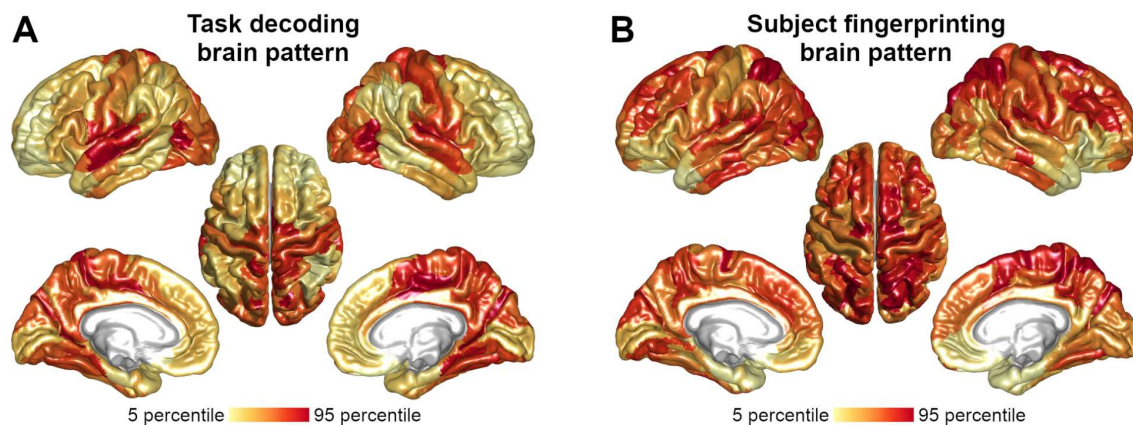 A
Task decoding
brain pattern
5 percentile
95 percentile
B
Subject fingerprinting
brain pattern
5 percentile
95 percentile